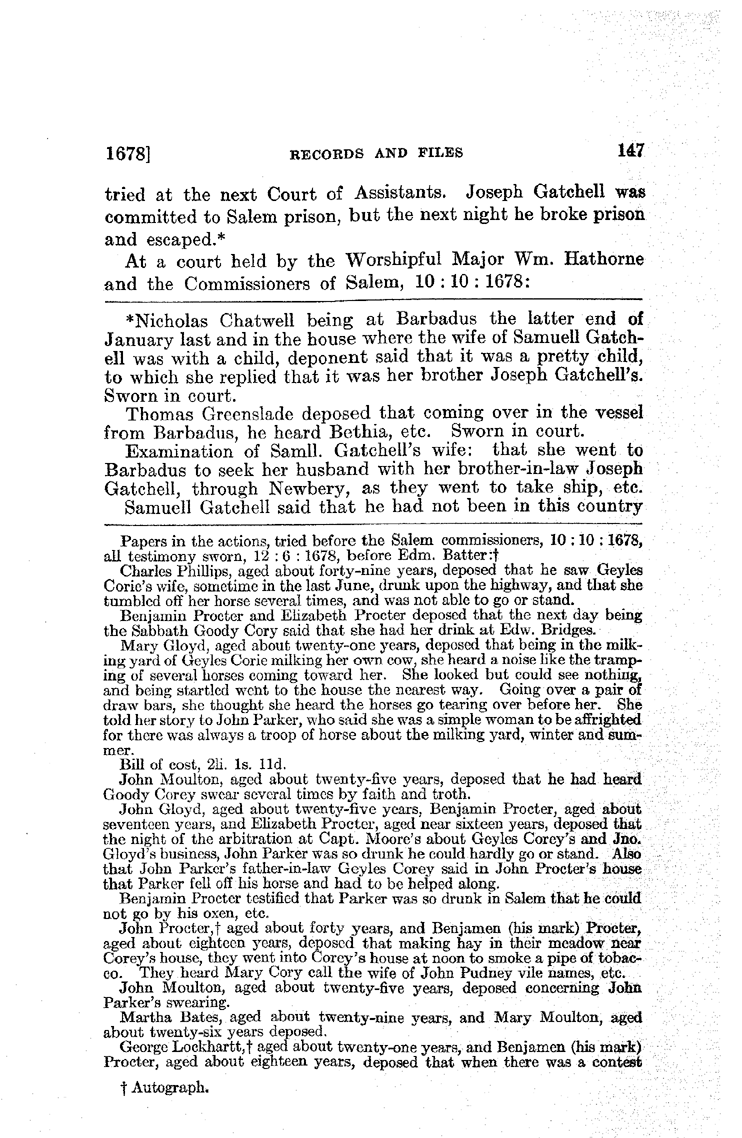 1678] RECORDS AND FILES 147
tried at the next Court of Assistants. Joseph Gatchell was
committed to Salem prison, but the next night he broke prison
and escaped.*
At a court held by the Worshipful Major Wm. Hathorne
and the Commissioners of Salem, 10 : 10 : 1678:
*Nicholas Chatwell being at Barbadus the latter end of
January last and in the house where the wife of Samuell Gatch-
ell was with a child, deponent said that it was a pretty child,
to which she replied that it was her brother Joseph Gatchell's.
Sworn in court.
Thomas Greenslade deposed that coming over in the vessel
from Barbadus, he heard Bethia, etc. Sworn in court.
Examination of Samll. Gatchell's wife: that she went to
Barbadus to seek her husband with her brother-in-law Joseph
Gatchell, through Newbery, as they went to take ship, etc.
Samuell Gatchell said that he had not been in this country
Papers in the actions, tried before the Salem commissioners, 10 : 10 : 1678,
all testimony sworn, 12 : 6 : 1678, before Edm. Batter:†
Charles Phillips, aged about forty-nine years, deposed that he saw Geyles
Corie's wife, sometime in the last June, drunk upon the highway, and that she
tumbled off her horse several times, and was not able to go or stand.
Benjamin Procter and Elizabeth Procter deposed that the next day being
the Sabbath Goody Cory said that she had her drink at Edw. Bridges.
Mary Gloyd, aged about twenty-one years, deposed that being in the milk-
ing yard of Geyles Corie milking her own cow, she heard a noise like the tramp-
ing of several horses coming toward her. She looked but could see nothing,
and being startled went to the house the nearest way. Going over a pair of
draw bars, she thought she heard the horses go tearing over before her. She
told her story to John Parker, who said she was a simple woman to be affrighted
for there was always a troop of horse about the milking yard, winter and sum-
mer.
Bill of cost, 2li. 1s. 11d.
John Moulton, aged about twenty-five years, deposed that he had heard
Goody Corey swear several times by faith and troth.
John Gloyd, aged about twenty-five years, Benjamin Procter, aged about
seventeen years, and Elizabeth Procter, aged near sixteen years, deposed that
the night of the arbitration at Capt. Moore's about Geyles Corey's and Jno.
Gloyd's business, John Parker was so drunk he could hardly go or stand. Also
that John Parker's father-in-law Geyles Corey said in John Procter's house
that Parker fell off his horse and had to be helped along.
Benjamin Procter testified that Parker was so drunk in Salem that he could
not go by his oxen, etc.
John Procter,† aged about forty years, and Benjamen (his mark) Procter,
aged about eighteen years, deposed that making hay in their meadow near
Corey's house, they went into Corey's house at noon to smoke a pipe of tobac-
co. They heard Mary Cory call the wife of John Pudney vile names, etc.
John Moulton, aged about twenty-five years, deposed concerning John
Parker's swearing.
Martha Bates, aged about twenty-nine years, and Mary Moulton, aged
about twenty-six years deposed.
George Lockhartt,† aged about twenty-one years, and Benjamen (his mark)
Procter, aged about eighteen years, deposed that when there was a contest
† Autograph.